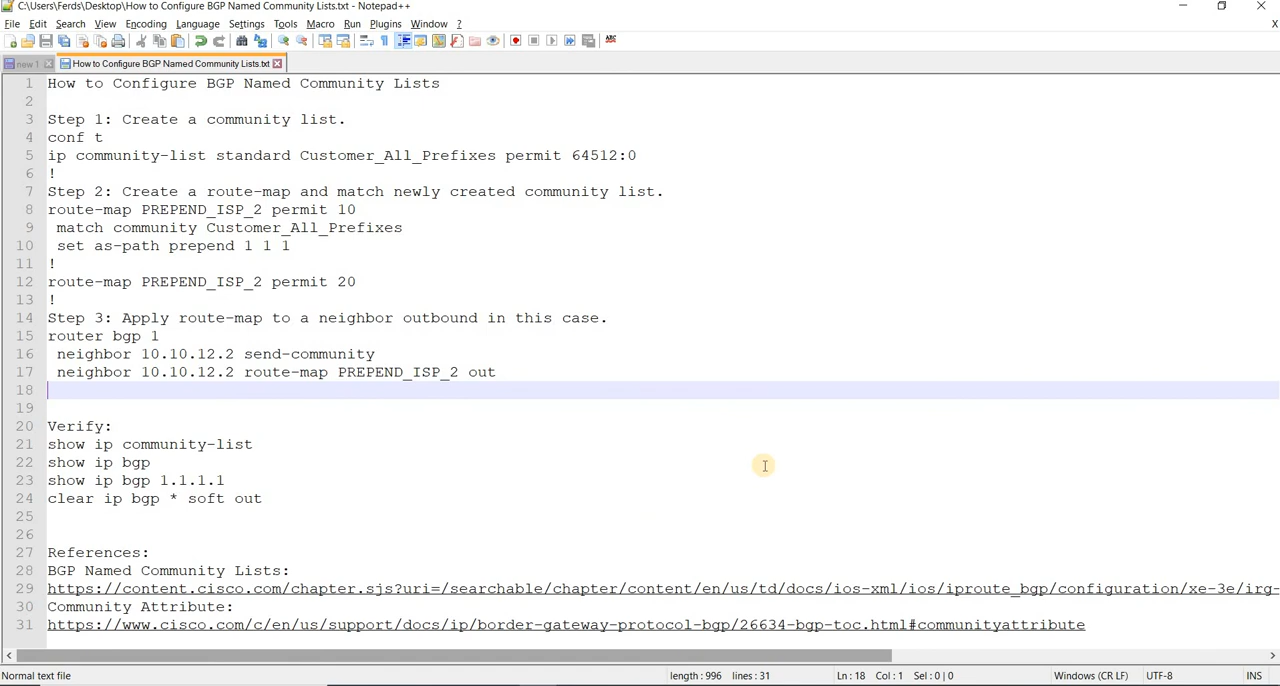 C:\Users\Ferds\Desktop\How to Configure BGP Named Community Lists.txt - Notepad++
File Edit Search View Encoding Language Settings Tools Macro Run Plugins Window ?
X
ABC
new 1 How to Configure BGP Named Community Lists.txt
1 How to Configure BGP Named Community Lists
2
3 Step 1: Create a community list.
4 conf t
5 ip community-list standard Customer_All_Prefixes permit 64512:0
6 !
7 Step 2: Create a route-map and match newly created community list.
8 route-map PREPEND_ISP_2 permit 10
9 match community Customer_All_Prefixes
10 set as-path prepend 1 1 1
11 !
12 route-map PREPEND_ISP_2 permit 20
13 !
14 Step 3: Apply route-map to a neighbor outbound in this case.
15 router bgp 1
16 neighbor 10.10.12.2 send-community
17 neighbor 10.10.12.2 route-map PREPEND_ISP_2 out
18
19
20 Verify:
21 show ip community-list
22 show ip bgp
23 show ip bgp 1.1.1.1
24 clear ip bgp * soft out
25
26
27 References:
28 BGP Named Community Lists:
29 https://content.cisco.com/chapter.sjs?uri=/searchable/chapter/content/en/us/td/docs/ios-xml/ios/iproute_bgp/configuration/xe-3e/irg-
30 Community Attribute:
31 https://www.cisco.com/c/en/us/support/docs/ip/border-gateway-protocol-bgp/26634-bgp-toc.html#communityattribute
Normal text file length : 996 lines : 31 Ln : 18 Col : 1 Sel : 0 | 0 Windows (CR LF) UTF-8 INS